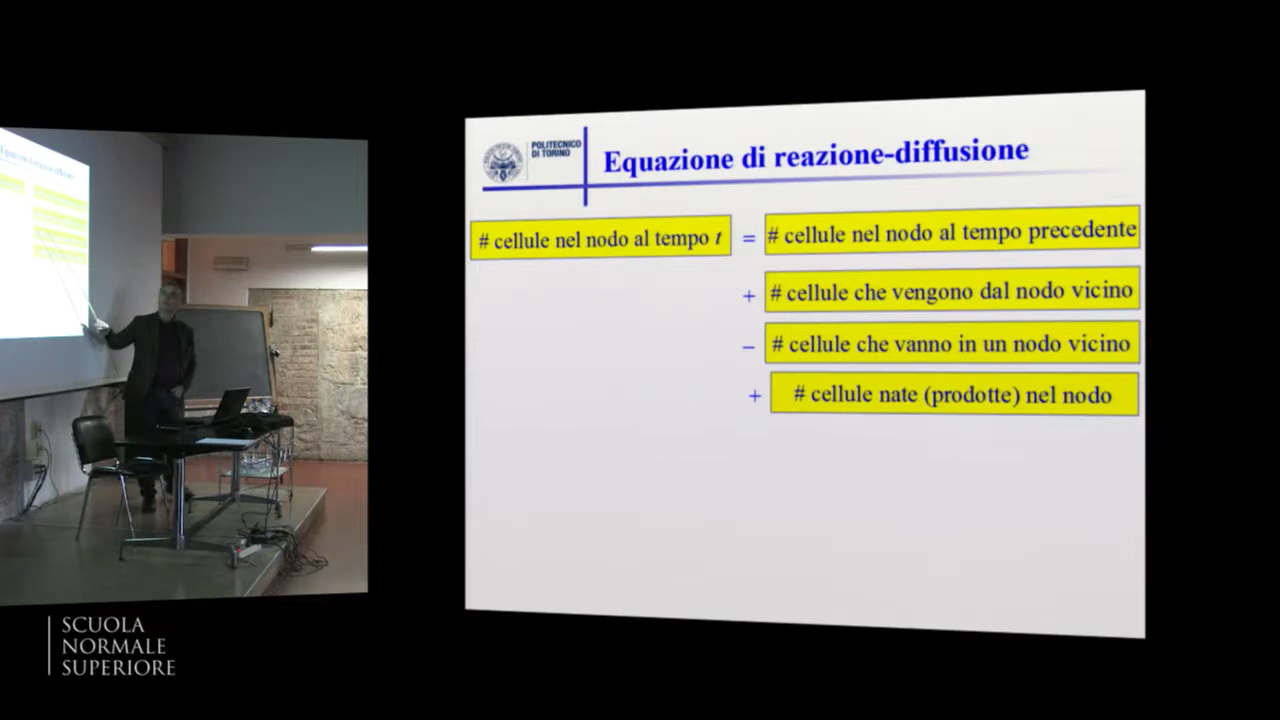 POLITECNICO
DI TORINO
Equazione di reazione-diffusione
# cellule nel nodo al tempo t = # cellule nel nodo al tempo precedente
+ # cellule che vengono dal nodo vicino
– # cellule che vanno in un nodo vicino
+ # cellule nate (prodotte) nel nodo
SCUOLA
NORMALE
SUPERIORE